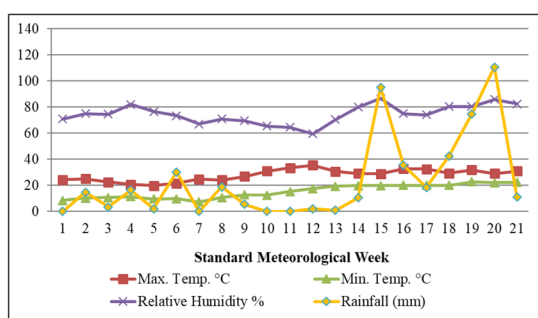 140
120
100
80
60
40
20
0
1 2 3 4 5 6 7 8 9 10 11 12 13 14 15 16 17 18 19 20 21
Standard Meteorological Week
Max. Temp. °C Min. Temp. °C
Relative Humidity % Rainfall (mm)